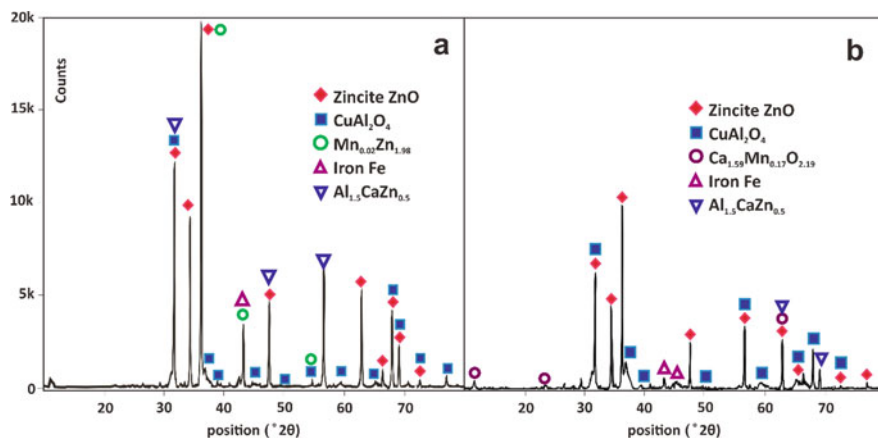 20k
15k
10k
5k
0
Counts
a
Zincite ZnO
CuAl₂O₄
Mn₀.₀₂Zn₁.₉₈
Iron Fe
Al₁.₅CaZn₀.₅
20 30 40 50 60 70
position (°2θ)
b
Zincite ZnO
CuAl₂O₄
Ca₁.₅₉Mn₀.₁₇O₂.₁₉
Iron Fe
Al₁.₅CaZn₀.₅
20 30 40 50 60 70
position (°2θ)